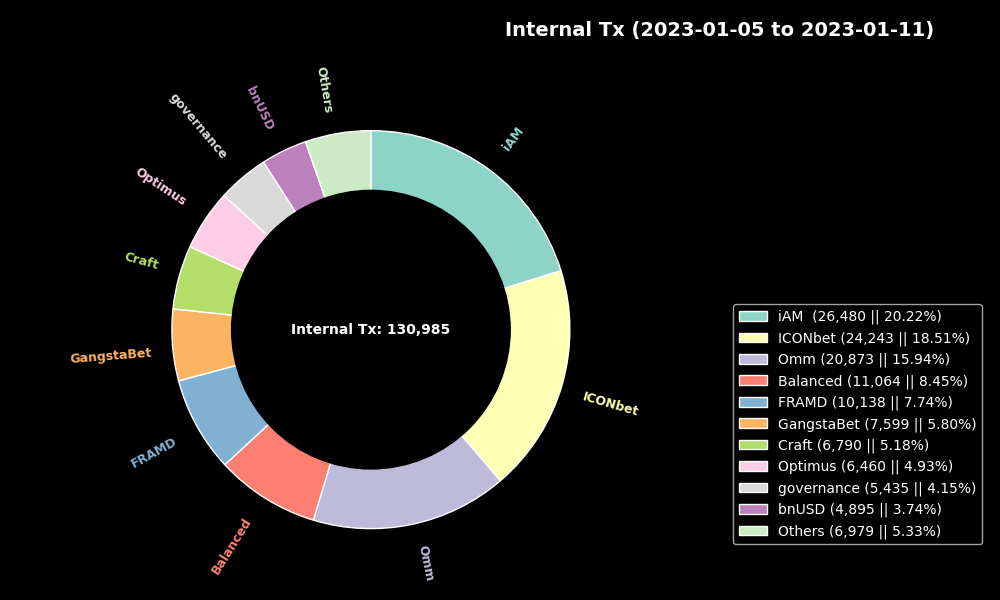 Internal Tx (2023-01-05 to 2023-01-11)
Others
bnUSD
governance
iAM
Optimus
Craft
Internal Tx: 130,985
GangstaBet
ICONbet
FRAMD
Balanced
Omm
iAM  (26,480 || 20.22%)
ICONbet (24,243 || 18.51%)
Omm (20,873 || 15.94%)
Balanced (11,064 || 8.45%)
FRAMD (10,138 || 7.74%)
GangstaBet (7,599 || 5.80%)
Craft (6,790 || 5.18%)
Optimus (6,460 || 4.93%)
governance (5,435 || 4.15%)
bnUSD (4,895 || 3.74%)
Others (6,979 || 5.33%)